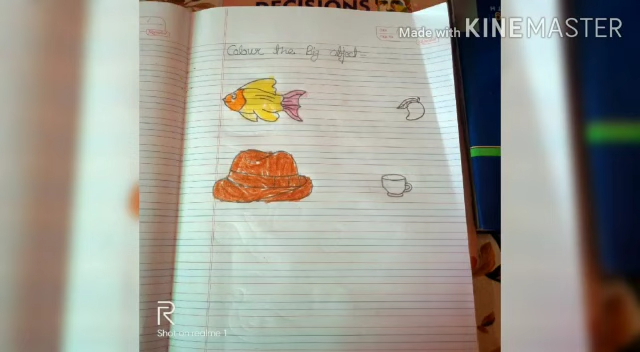 DECISIONS
Made with KINEMASTER
Colour the Big object=
R
Shot on realme 1